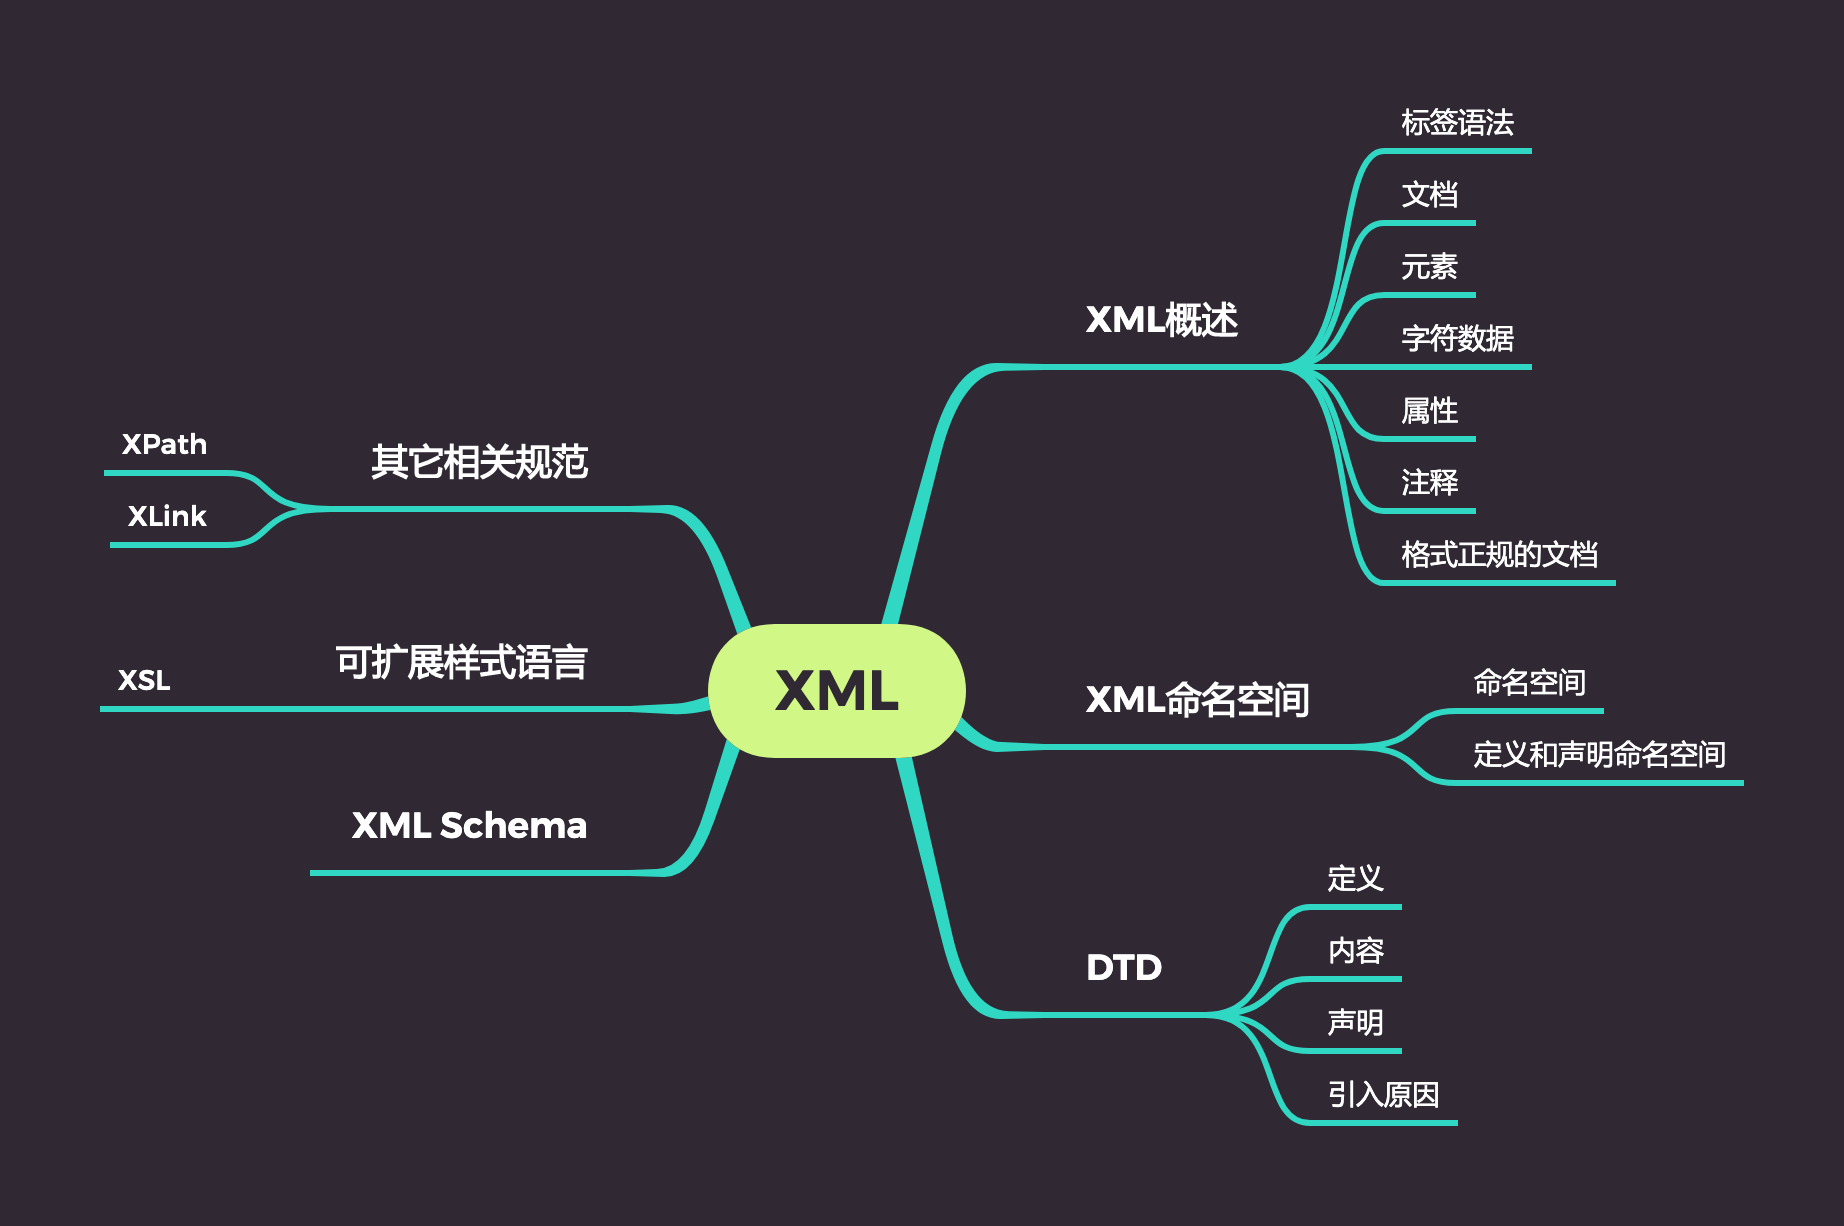 XML
XML概述
标签语法
文档
元素
字符数据
属性
注释
格式正规的文档
XML命名空间
命名空间
定义和声明命名空间
DTD
定义
内容
声明
引入原因
其它相关规范
XPath
XLink
可扩展样式语言
XSL
XML Schema